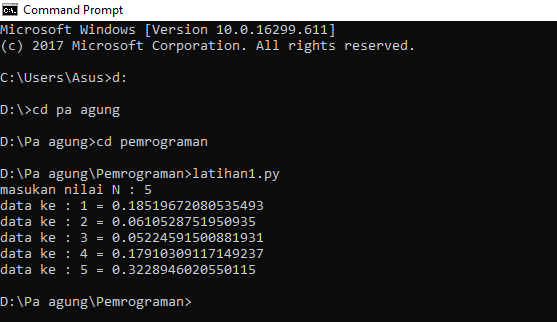 Command Prompt
Microsoft Windows [Version 10.0.16299.611]
(c) 2017 Microsoft Corporation. All rights reserved.
C:\Users\Asus>d:
D:\>cd pa agung
D:\Pa agung>cd pemrograman
D:\Pa agung\Pemrograman>latihan1.py
masukan nilai N : 5
data ke : 1 = 0.18519672080535493
data ke : 2 = 0.0610528751950935
data ke : 3 = 0.05224591500881931
data ke : 4 = 0.17910309117149237
data ke : 5 = 0.3228946020550115
D:\Pa agung\Pemrograman>